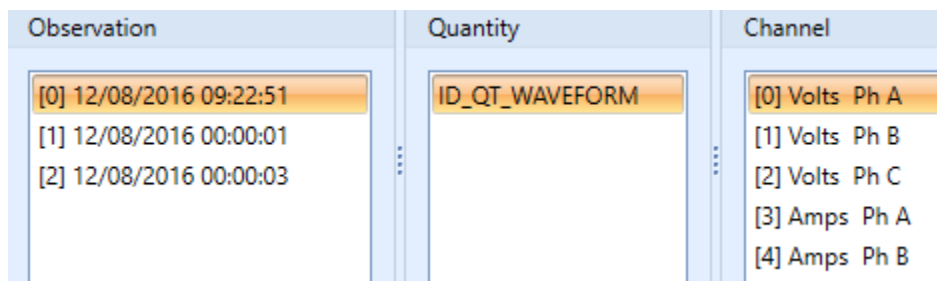 Observation
[0] 12/08/2016 09:22:51
[1] 12/08/2016 00:00:01
[2] 12/08/2016 00:00:03
Quantity
ID_QT_WAVEFORM
Channel
[0] Volts  Ph A
[1] Volts  Ph B
[2] Volts  Ph C
[3] Amps  Ph A
[4] Amps  Ph B